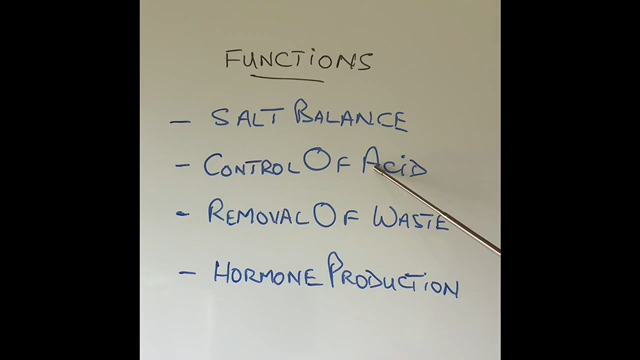 FUNCTIONS
- SALT BALANCE
- CONTROL OF ACID
- REMOVAL OF WASTE
- HORMONE PRODUCTION